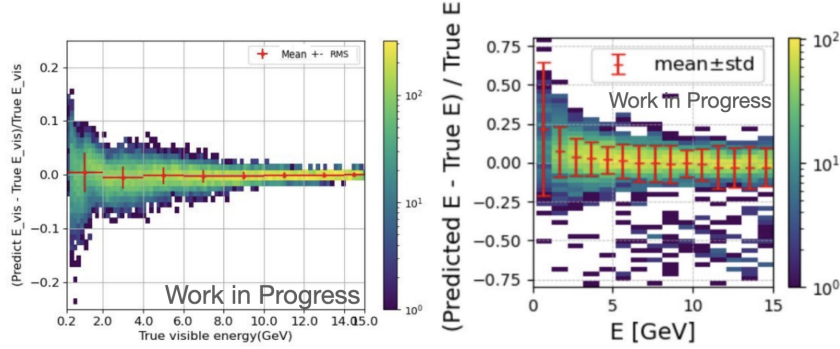 (Predict E_vis - True E_vis)/True E_vis
0.2
0.1
0.0
−0.1
−0.2
Mean RMS
Work in Progress
0.2 2.0 4.0 6.0 8.0 10.0 12.0 14.0 15.0
True visible energy(GeV)
10²
10¹
10⁰
(Predicted E - True E) / True E
0.75
0.50
0.25
0.00
−0.25
−0.50
−0.75
mean±std
Work in Progress
0 5 10 15
E [GeV]
10²
10¹
10⁰